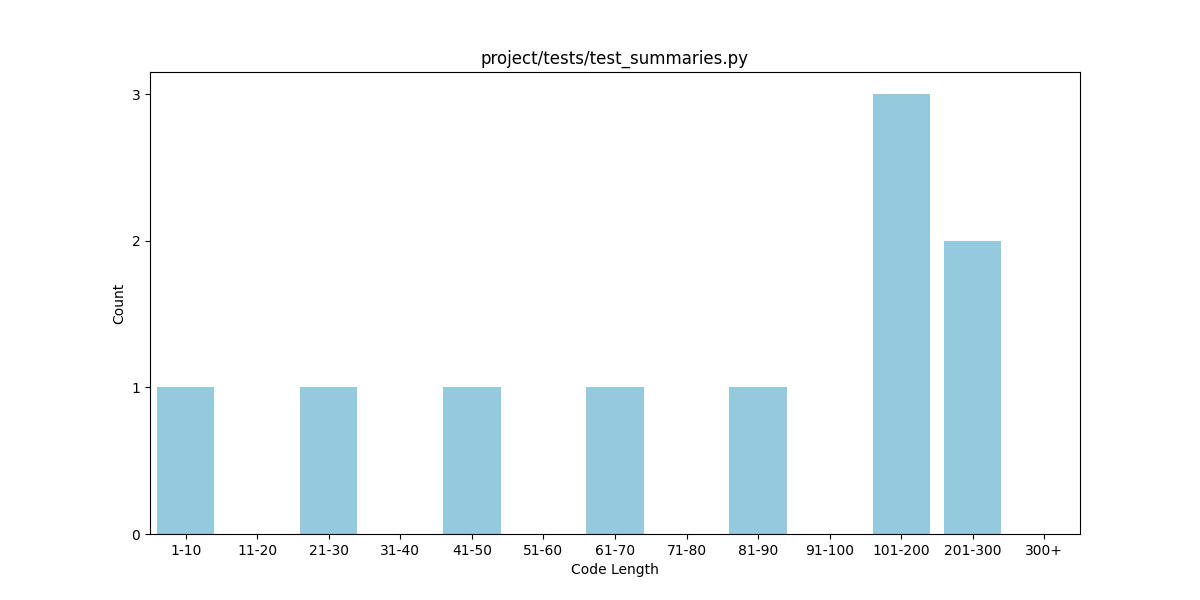 project/tests/test_summaries.py
Count
3
2
1
0
1-10 11-20 21-30 31-40 41-50 51-60 61-70 71-80 81-90 91-100 101-200 201-300 300+
Code Length